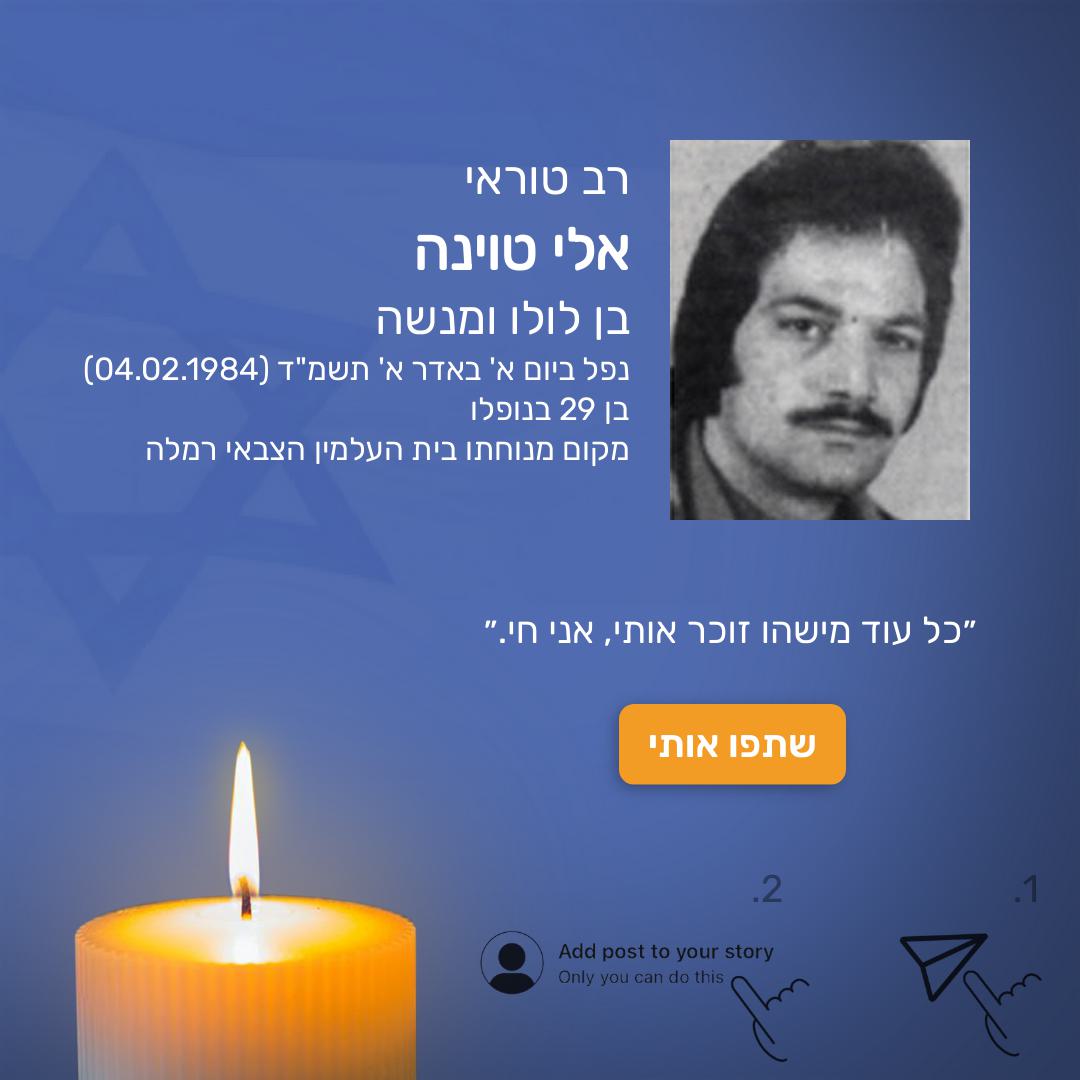 רב טוראי
אלי טוינה
בן לולו ומנשה
נפל ביום א' באדר א' תשמ"ד (04.02.1984)
בן 29 בנופלו
מקום מנוחתו בית העלמין הצבאי רמלה
״כל עוד מישהו זוכר אותי, אני חי.״
שתפו אותי
.1
.2
Add post to your story
Only you can do this